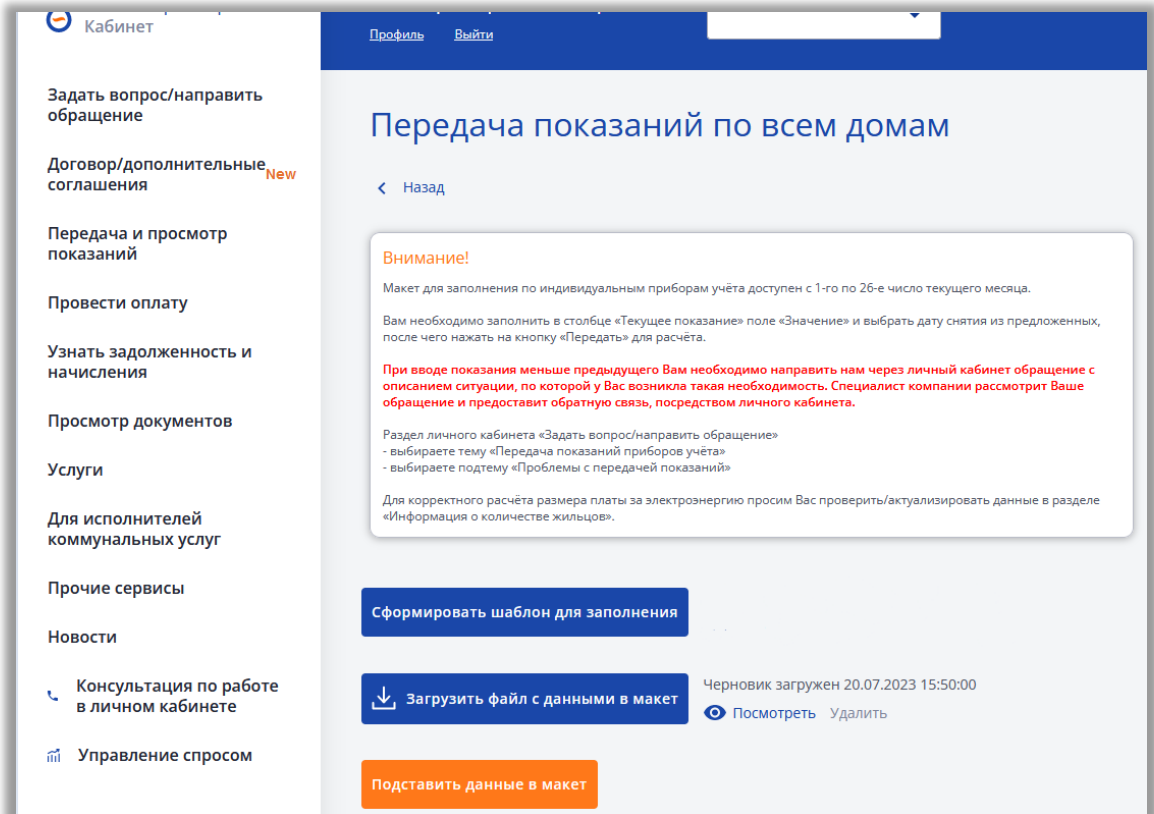 Кабинет
Профиль
Выйти
Задать вопрос/направить
обращение
Договор/дополнительные
соглашения
New
Передача и просмотр
показаний
Провести оплату
Узнать задолженность и
начисления
Просмотр документов
Услуги
Для исполнителей
коммунальных услуг
Прочие сервисы
Новости
Консультация по работе
в личном кабинете
Управление спросом
Передача показаний по всем домам
Назад
Внимание!
Макет для заполнения по индивидуальным приборам учёта доступен с 1-го по 26-е число текущего месяца.
Вам необходимо заполнить в столбце «Текущее показание» поле «Значение» и выбрать дату снятия из предложенных,
после чего нажать на кнопку «Передать» для расчёта.
При вводе показания меньше предыдущего Вам необходимо направить нам через личный кабинет обращение с
описанием ситуации, по которой у Вас возникла такая необходимость. Специалист компании рассмотрит Ваше
обращение и предоставит обратную связь, посредством личного кабинета.
Раздел личного кабинета «Задать вопрос/направить обращение»
- выбираете тему «Передача показаний приборов учёта»
- выбираете подтему «Проблемы с передачей показаний»
Для корректного расчёта размера платы за электроэнергию просим Вас проверить/актуализировать данные в разделе
«Информация о количестве жильцов».
Сформировать шаблон для заполнения
Загрузить файл с данными в макет
Черновик загружен 20.07.2023 15:50:00
Посмотреть Удалить
Подставить данные в макет